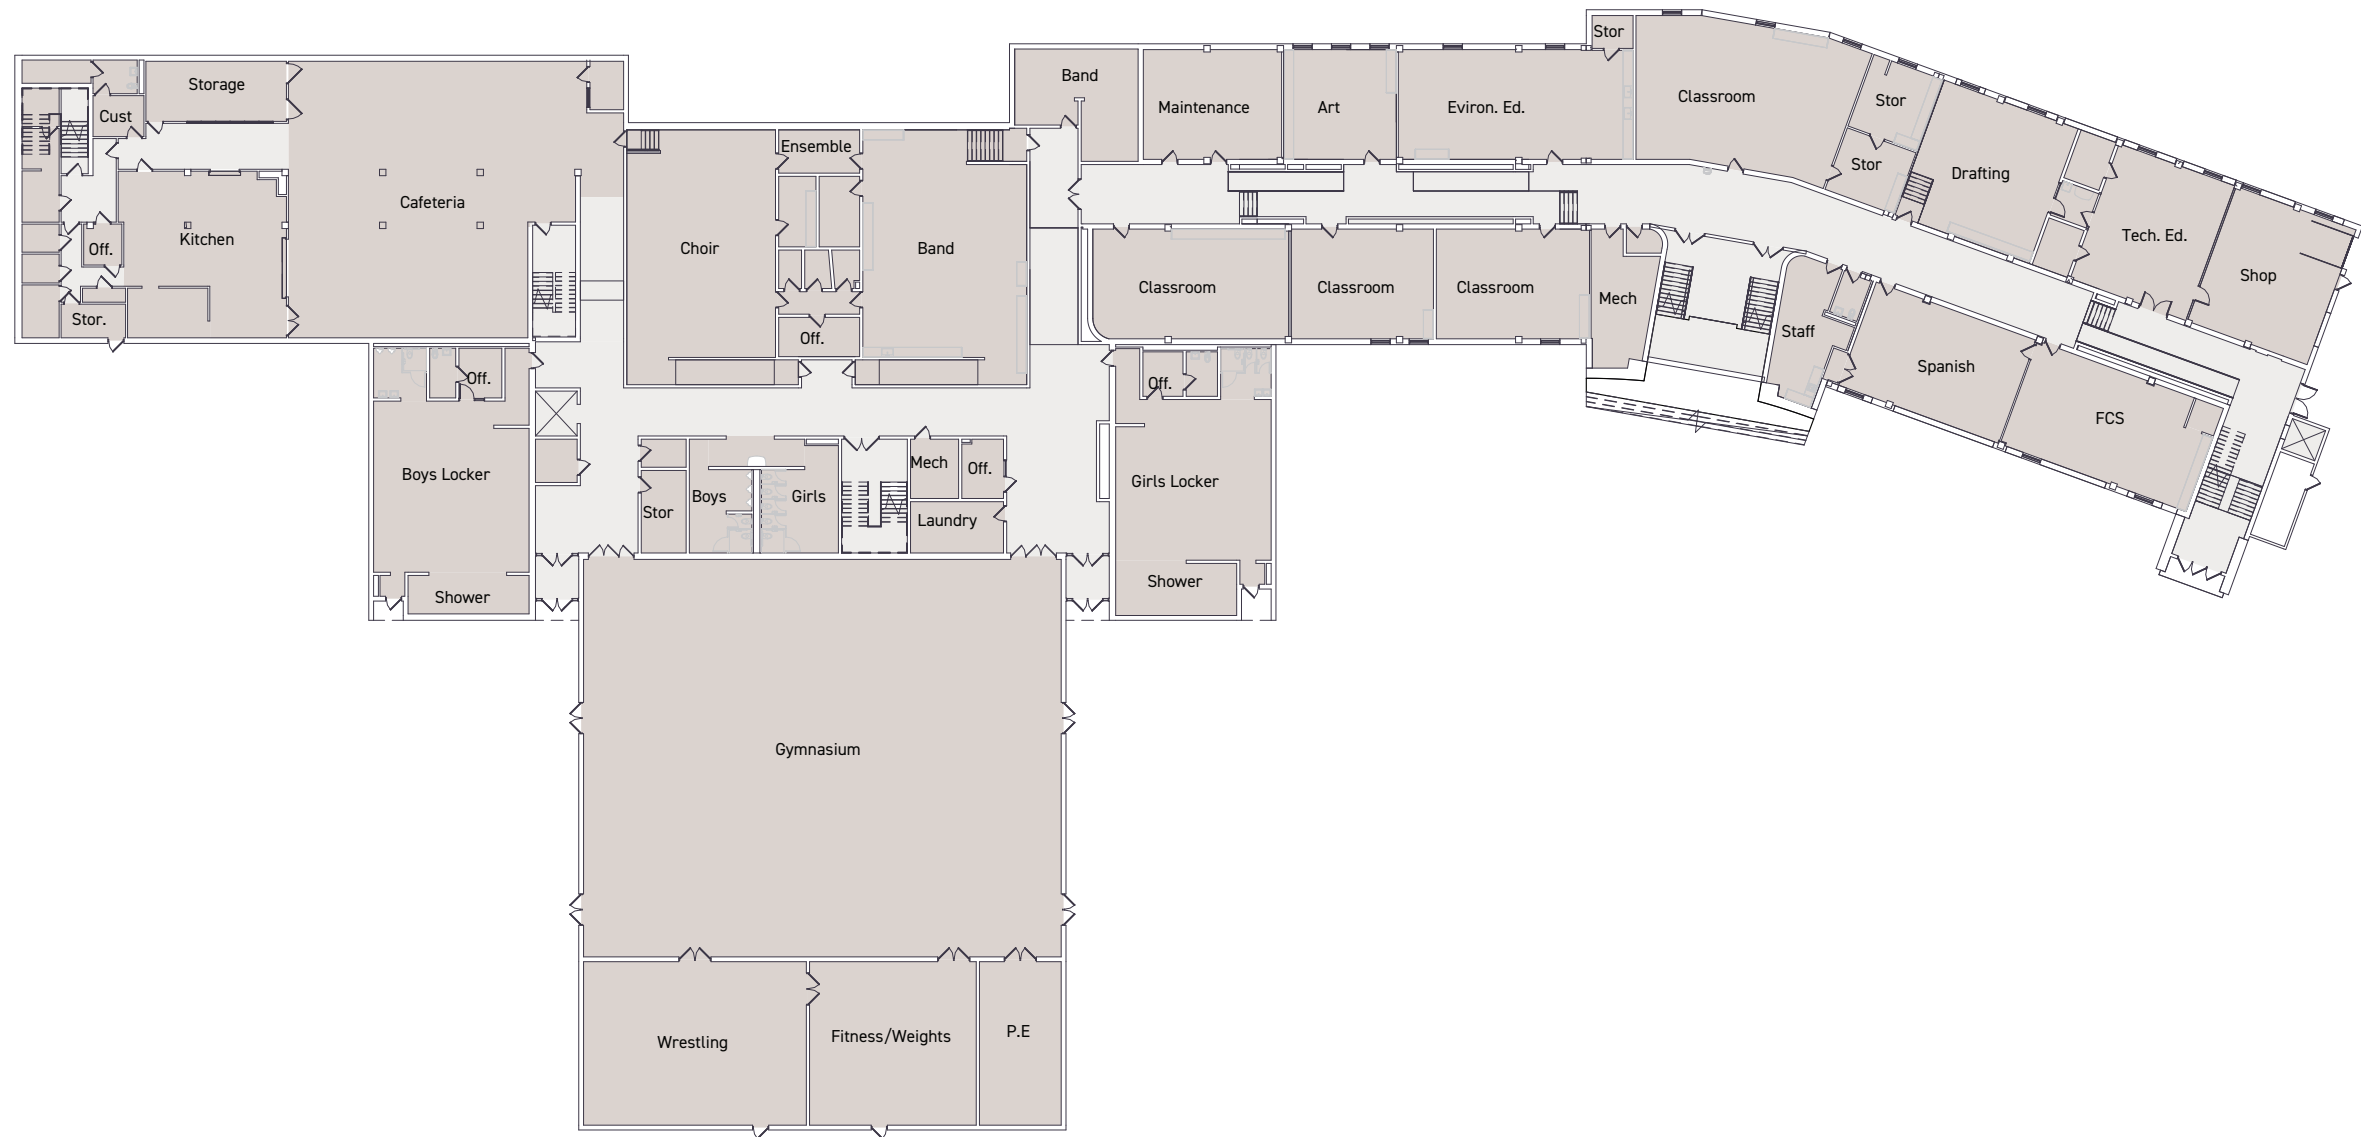 Stor
Band
Storage
Classroom
Stor
Cust
Maintenance
Art
Eviron. Ed.
Ensemble
Stor
Drafting
Cafeteria
Kitchen
Off.
Choir
Band
Tech. Ed.
Shop
Classroom
Classroom
Classroom
Mech
Stor.
Off.
Staff
Spanish
Off.
Off.
FCS
Boys Locker
Mech
Off.
Girls Locker
Boys
Girls
Stor
Laundry
Shower
Shower
Gymnasium
Wrestling
Fitness/Weights
P.E